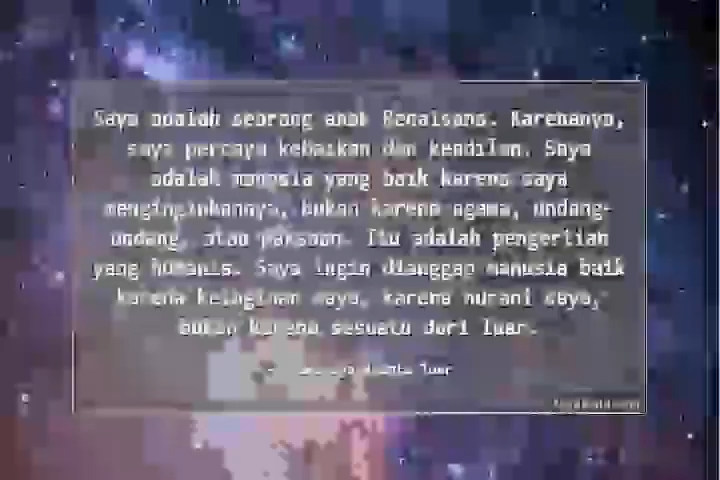 Saya adalah seorang anak Renaisans. Karenanya,
saya percaya kebaikan dan keadilan. Saya
adalah manusia yang baik karena saya
menginginkannya, bukan karena agama, undang-
undang, atau paksaan. Itu adalah pengertian
yang humanis. Saya ingin dianggap manusia baik
karena keinginan saya, karena nurani saya,
bukan karena sesuatu dari luar.